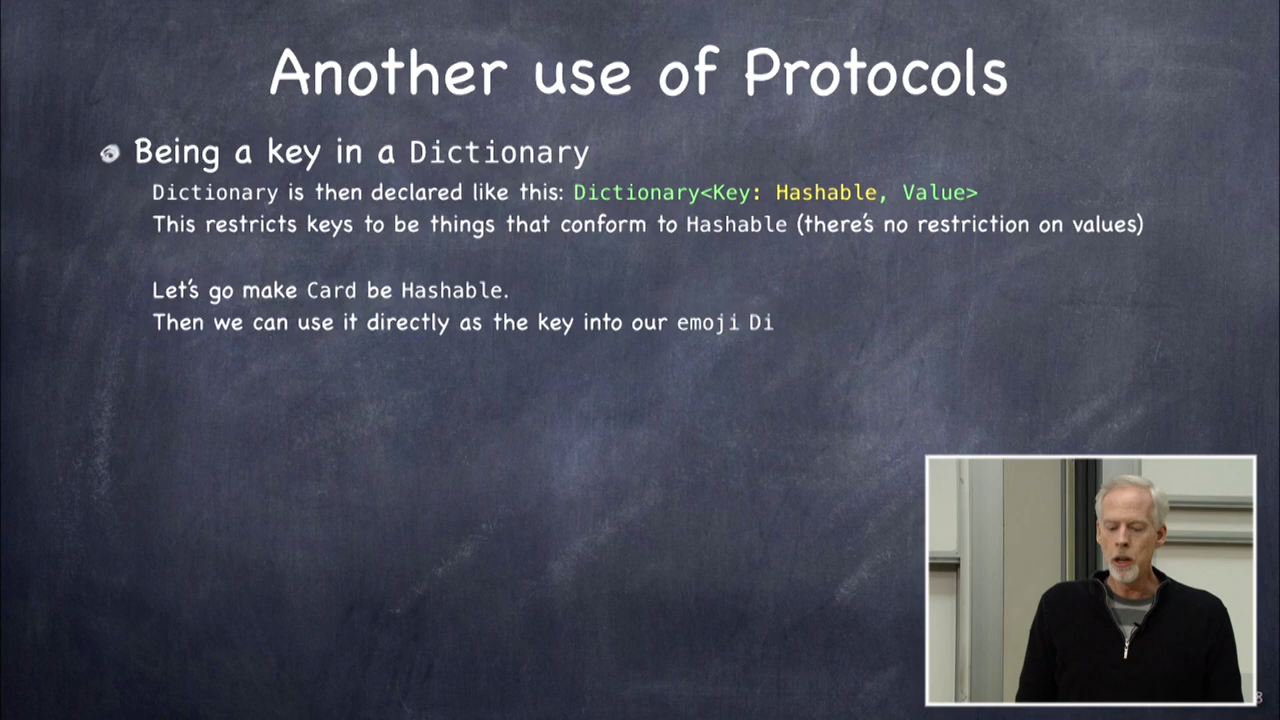 Another use of Protocols
Being a key in a Dictionary
Dictionary is then declared like this: Dictionary<Key: Hashable, Value>
This restricts keys to be things that conform to Hashable (there's no restriction on values)
Let's go make Card be Hashable.
Then we can use it directly as the key into our emoji Di
8